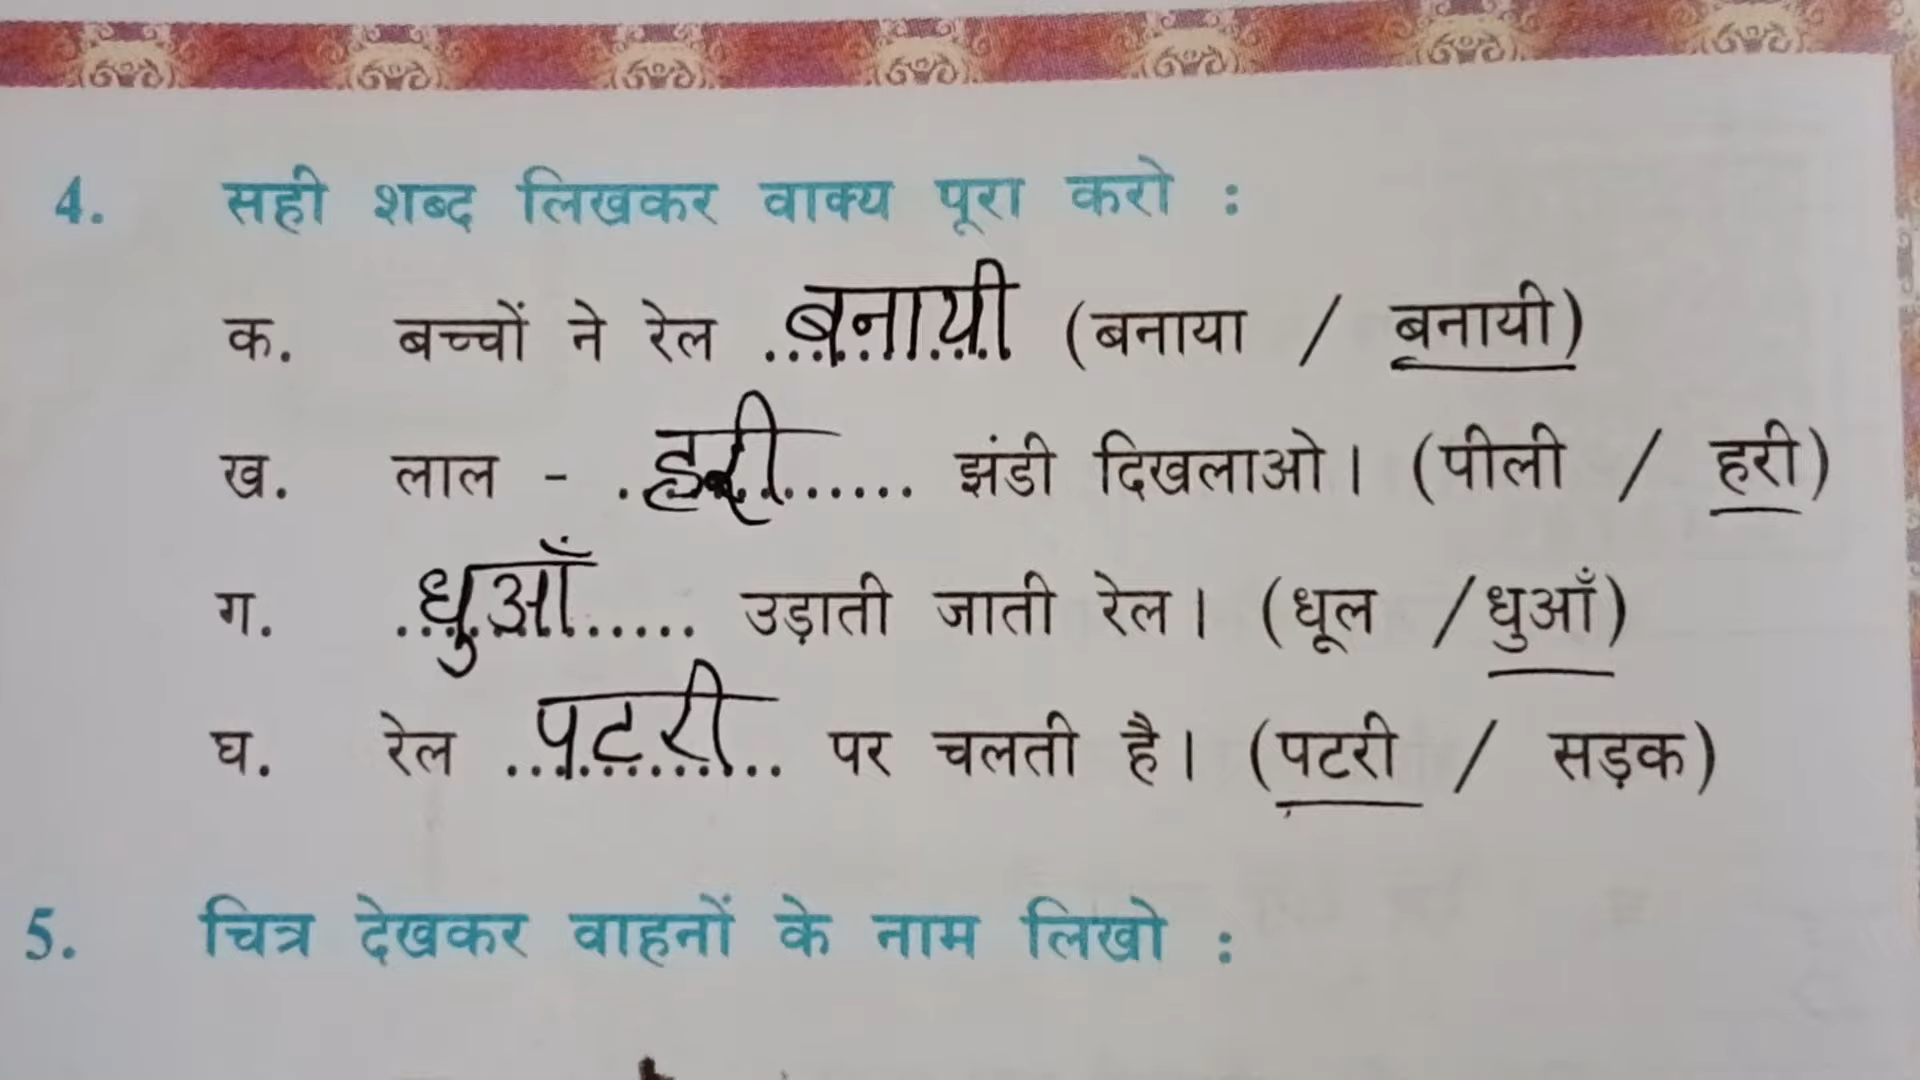 4. सही शब्द लिखकर वाक्य पूरा करो :
क. बच्चों ने रेल ..बनायी.. (बनाया / बनायी)
ख. लाल - .हरी....... झंडी दिखलाओ। (पीली / हरी)
ग. .धुआँ...... उड़ाती जाती रेल। (धूल /धुआँ)
घ. रेल ..पटरी.. पर चलती है। (पटरी / सड़क)
5. चित्र देखकर वाहनों के नाम लिखो :